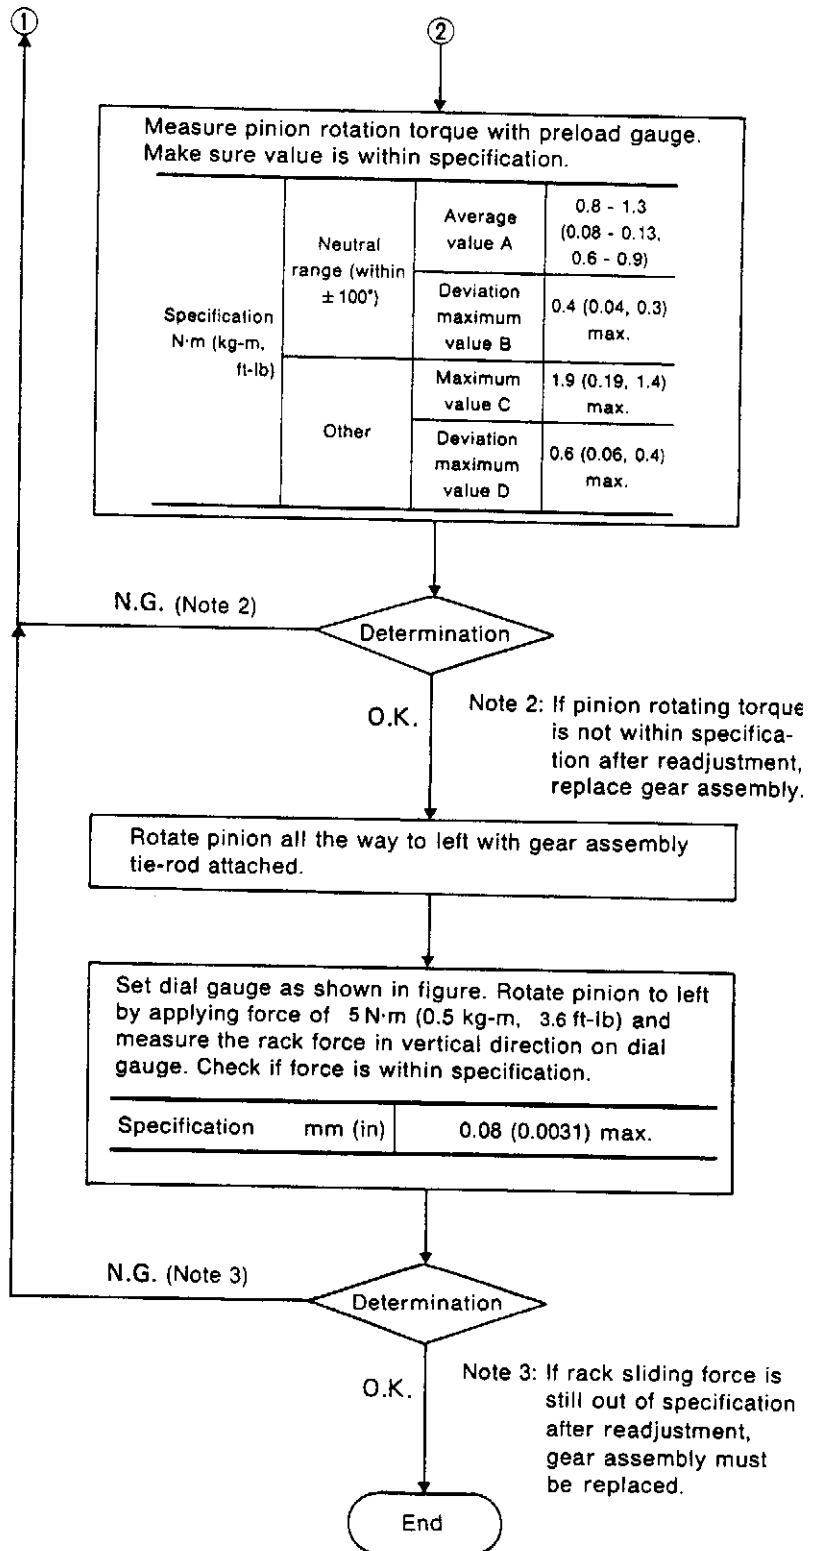 1
2
Measure pinion rotation torque with preload gauge.
Make sure value is within specification.
Specification
N·m (kg-m,
ft-lb)
Neutral
range (within
± 100°)
Average
value A
0.8 - 1.3
(0.08 - 0.13,
0.6 - 0.9)
Deviation
maximum
value B
0.4 (0.04, 0.3)
max.
Other
Maximum
value C
1.9 (0.19, 1.4)
max.
Deviation
maximum
value D
0.6 (0.06, 0.4)
max.
N.G. (Note 2)
Determination
O.K.
Note 2: If pinion rotating torque
is not within specifica-
tion after readjustment,
replace gear assembly.
Rotate pinion all the way to left with gear assembly
tie-rod attached.
Set dial gauge as shown in figure. Rotate pinion to left
by applying force of 5 N·m (0.5 kg-m, 3.6 ft-lb) and
measure the rack force in vertical direction on dial
gauge. Check if force is within specification.
Specification mm (in) 0.08 (0.0031) max.
N.G. (Note 3)
Determination
O.K.
Note 3: If rack sliding force is
still out of specification
after readjustment,
gear assembly must
be replaced.
End